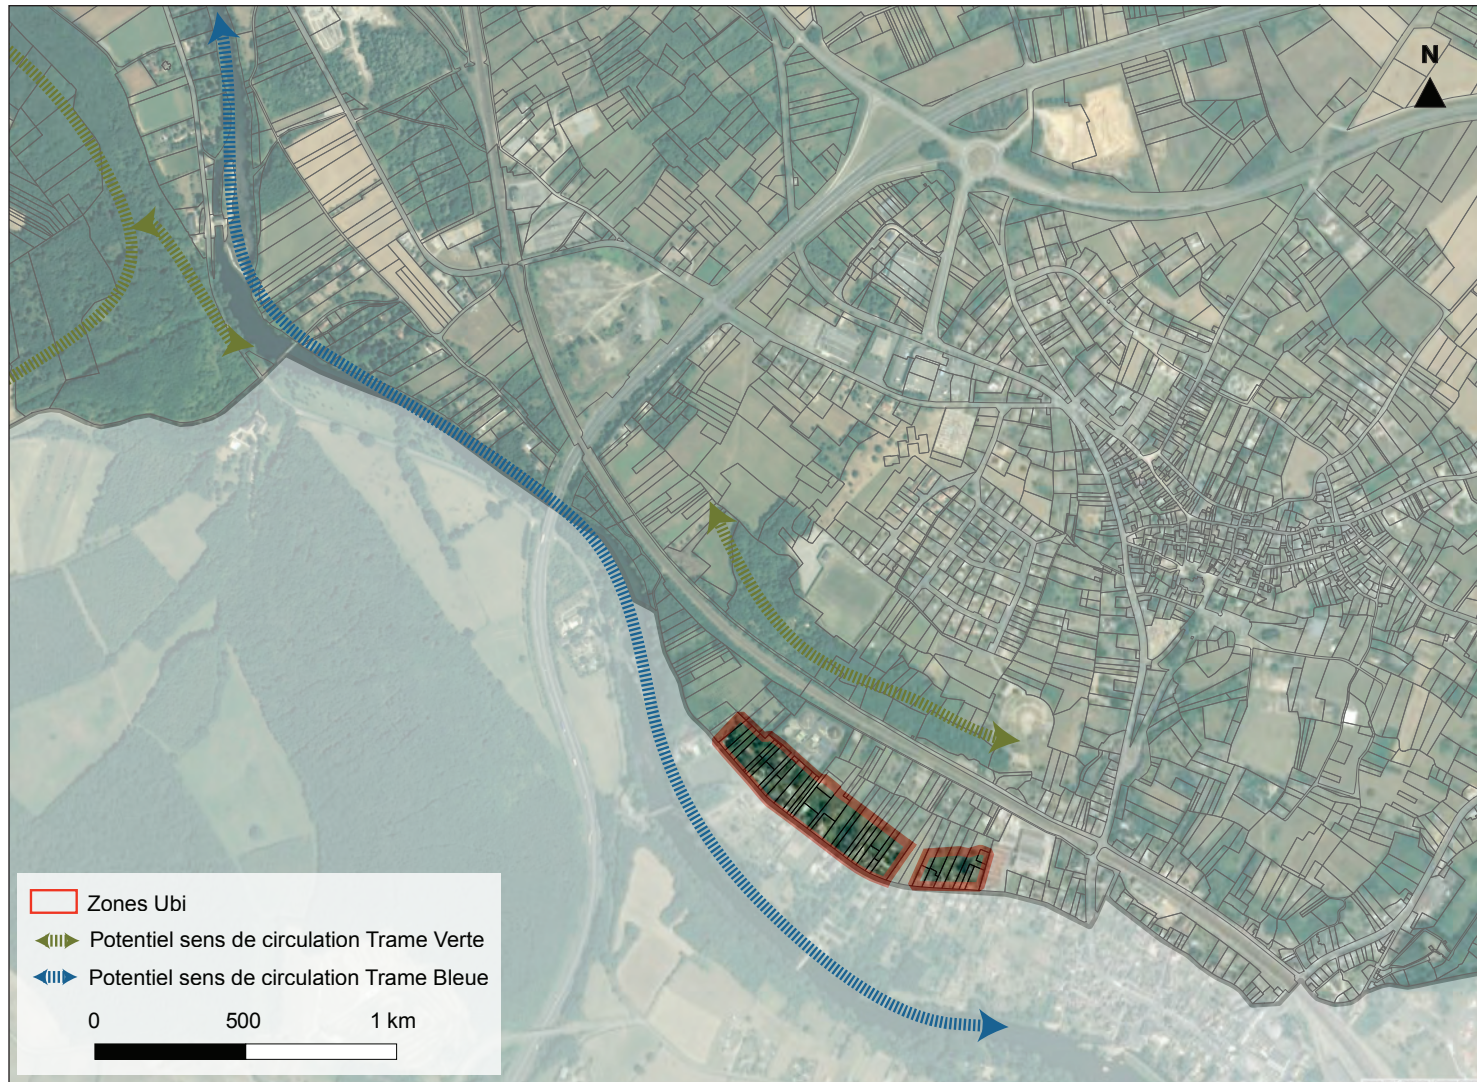 N
Zones Ubi
Potentiel sens de circulation Trame Verte
Potentiel sens de circulation Trame Bleue
0 500 1 km